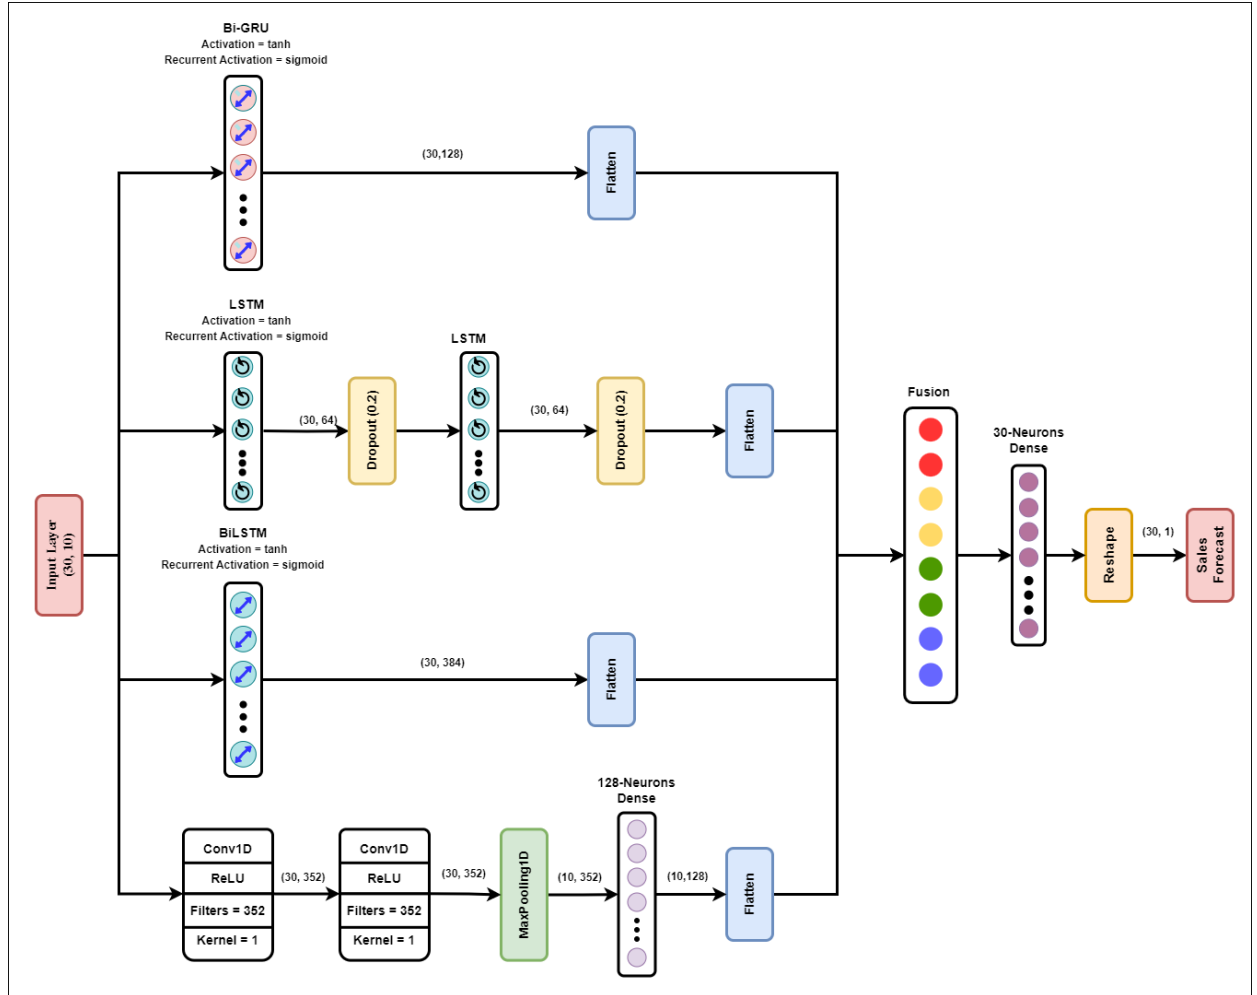 Bi-GRU
Activation = tanh
Recurrent Activation = sigmoid
(30,128)
Flatten
LSTM
Activation = tanh
Recurrent Activation = sigmoid
(30, 64)
Dropout (0.2)
LSTM
(30, 64)
Dropout (0.2)
Flatten
Input Layer
(30, 10)
BiLSTM
Activation = tanh
Recurrent Activation = sigmoid
(30, 384)
Flatten
Conv1D
ReLU
Filters = 352
Kernel = 1
(30, 352)
Conv1D
ReLU
Filters = 352
Kernel = 1
(30, 352)
MaxPooling1D
(10, 352)
128-Neurons
Dense
(10,128)
Flatten
Fusion
30-Neurons
Dense
Reshape
(30, 1)
Sales
Forecast